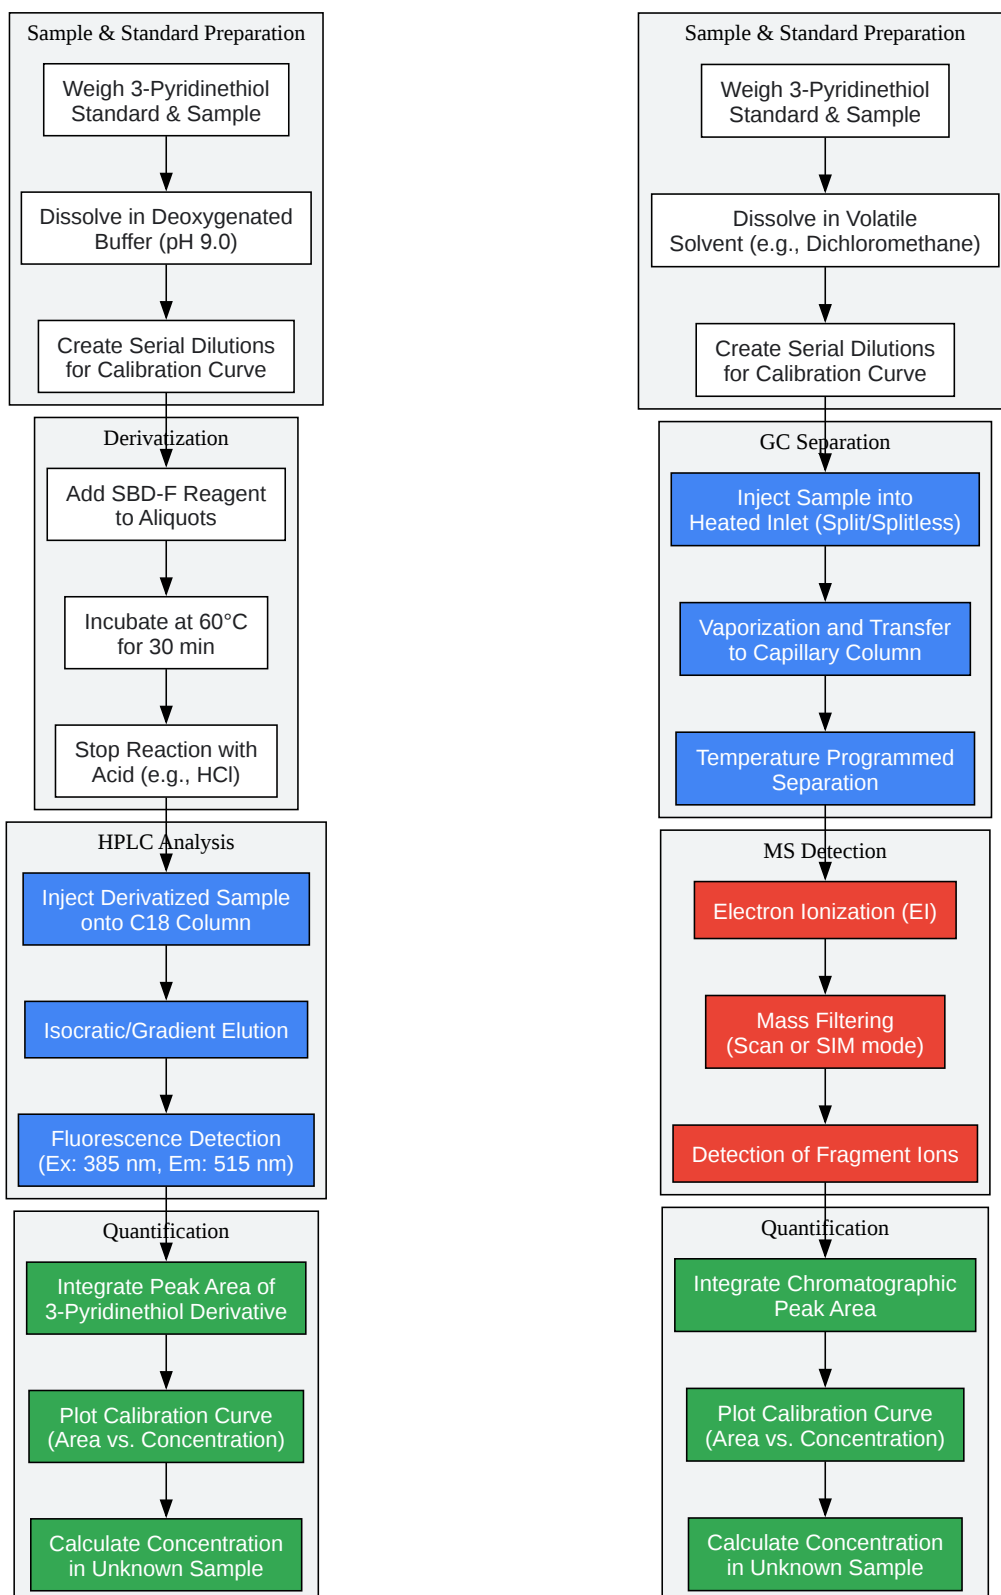 Sample & Standard Preparation
Weigh 3-Pyridinethiol
Standard & Sample
Dissolve in Deoxygenated
Buffer (pH 9.0)
Create Serial Dilutions
for Calibration Curve
Derivatization
Add SBD-F Reagent
to Aliquots
Incubate at 60°C
for 30 min
Stop Reaction with
Acid (e.g., HCl)
HPLC Analysis
Inject Derivatized Sample
onto C18 Column
Isocratic/Gradient Elution
Fluorescence Detection
(Ex: 385 nm, Em: 515 nm)
Quantification
Integrate Peak Area of
3-Pyridinethiol Derivative
Plot Calibration Curve
(Area vs. Concentration)
Calculate Concentration
in Unknown Sample
Sample & Standard Preparation
Weigh 3-Pyridinethiol
Standard & Sample
Dissolve in Volatile
Solvent (e.g., Dichloromethane)
Create Serial Dilutions
for Calibration Curve
GC Separation
Inject Sample into
Heated Inlet (Split/Splitless)
Vaporization and Transfer
to Capillary Column
Temperature Programmed
Separation
MS Detection
Electron Ionization (EI)
Mass Filtering
(Scan or SIM mode)
Detection of Fragment Ions
Quantification
Integrate Chromatographic
Peak Area
Plot Calibration Curve
(Area vs. Concentration)
Calculate Concentration
in Unknown Sample